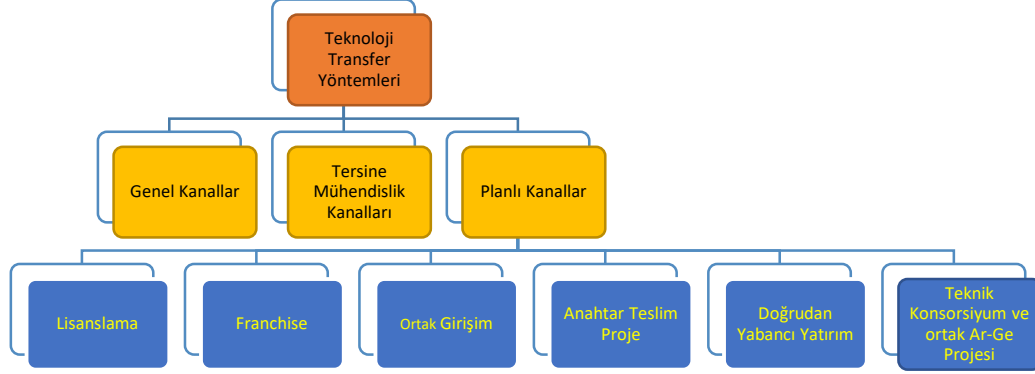 Teknoloji
Transfer
Yöntemleri
Genel Kanallar
Tersine
Mühendislik
Kanalları
Planlı Kanallar
Lisanslama
Franchise
Ortak Girişim
Anahtar Teslim
Proje
Doğrudan
Yabancı Yatırım
Teknik
Konsorsiyum ve
ortak Ar-Ge
Projesi